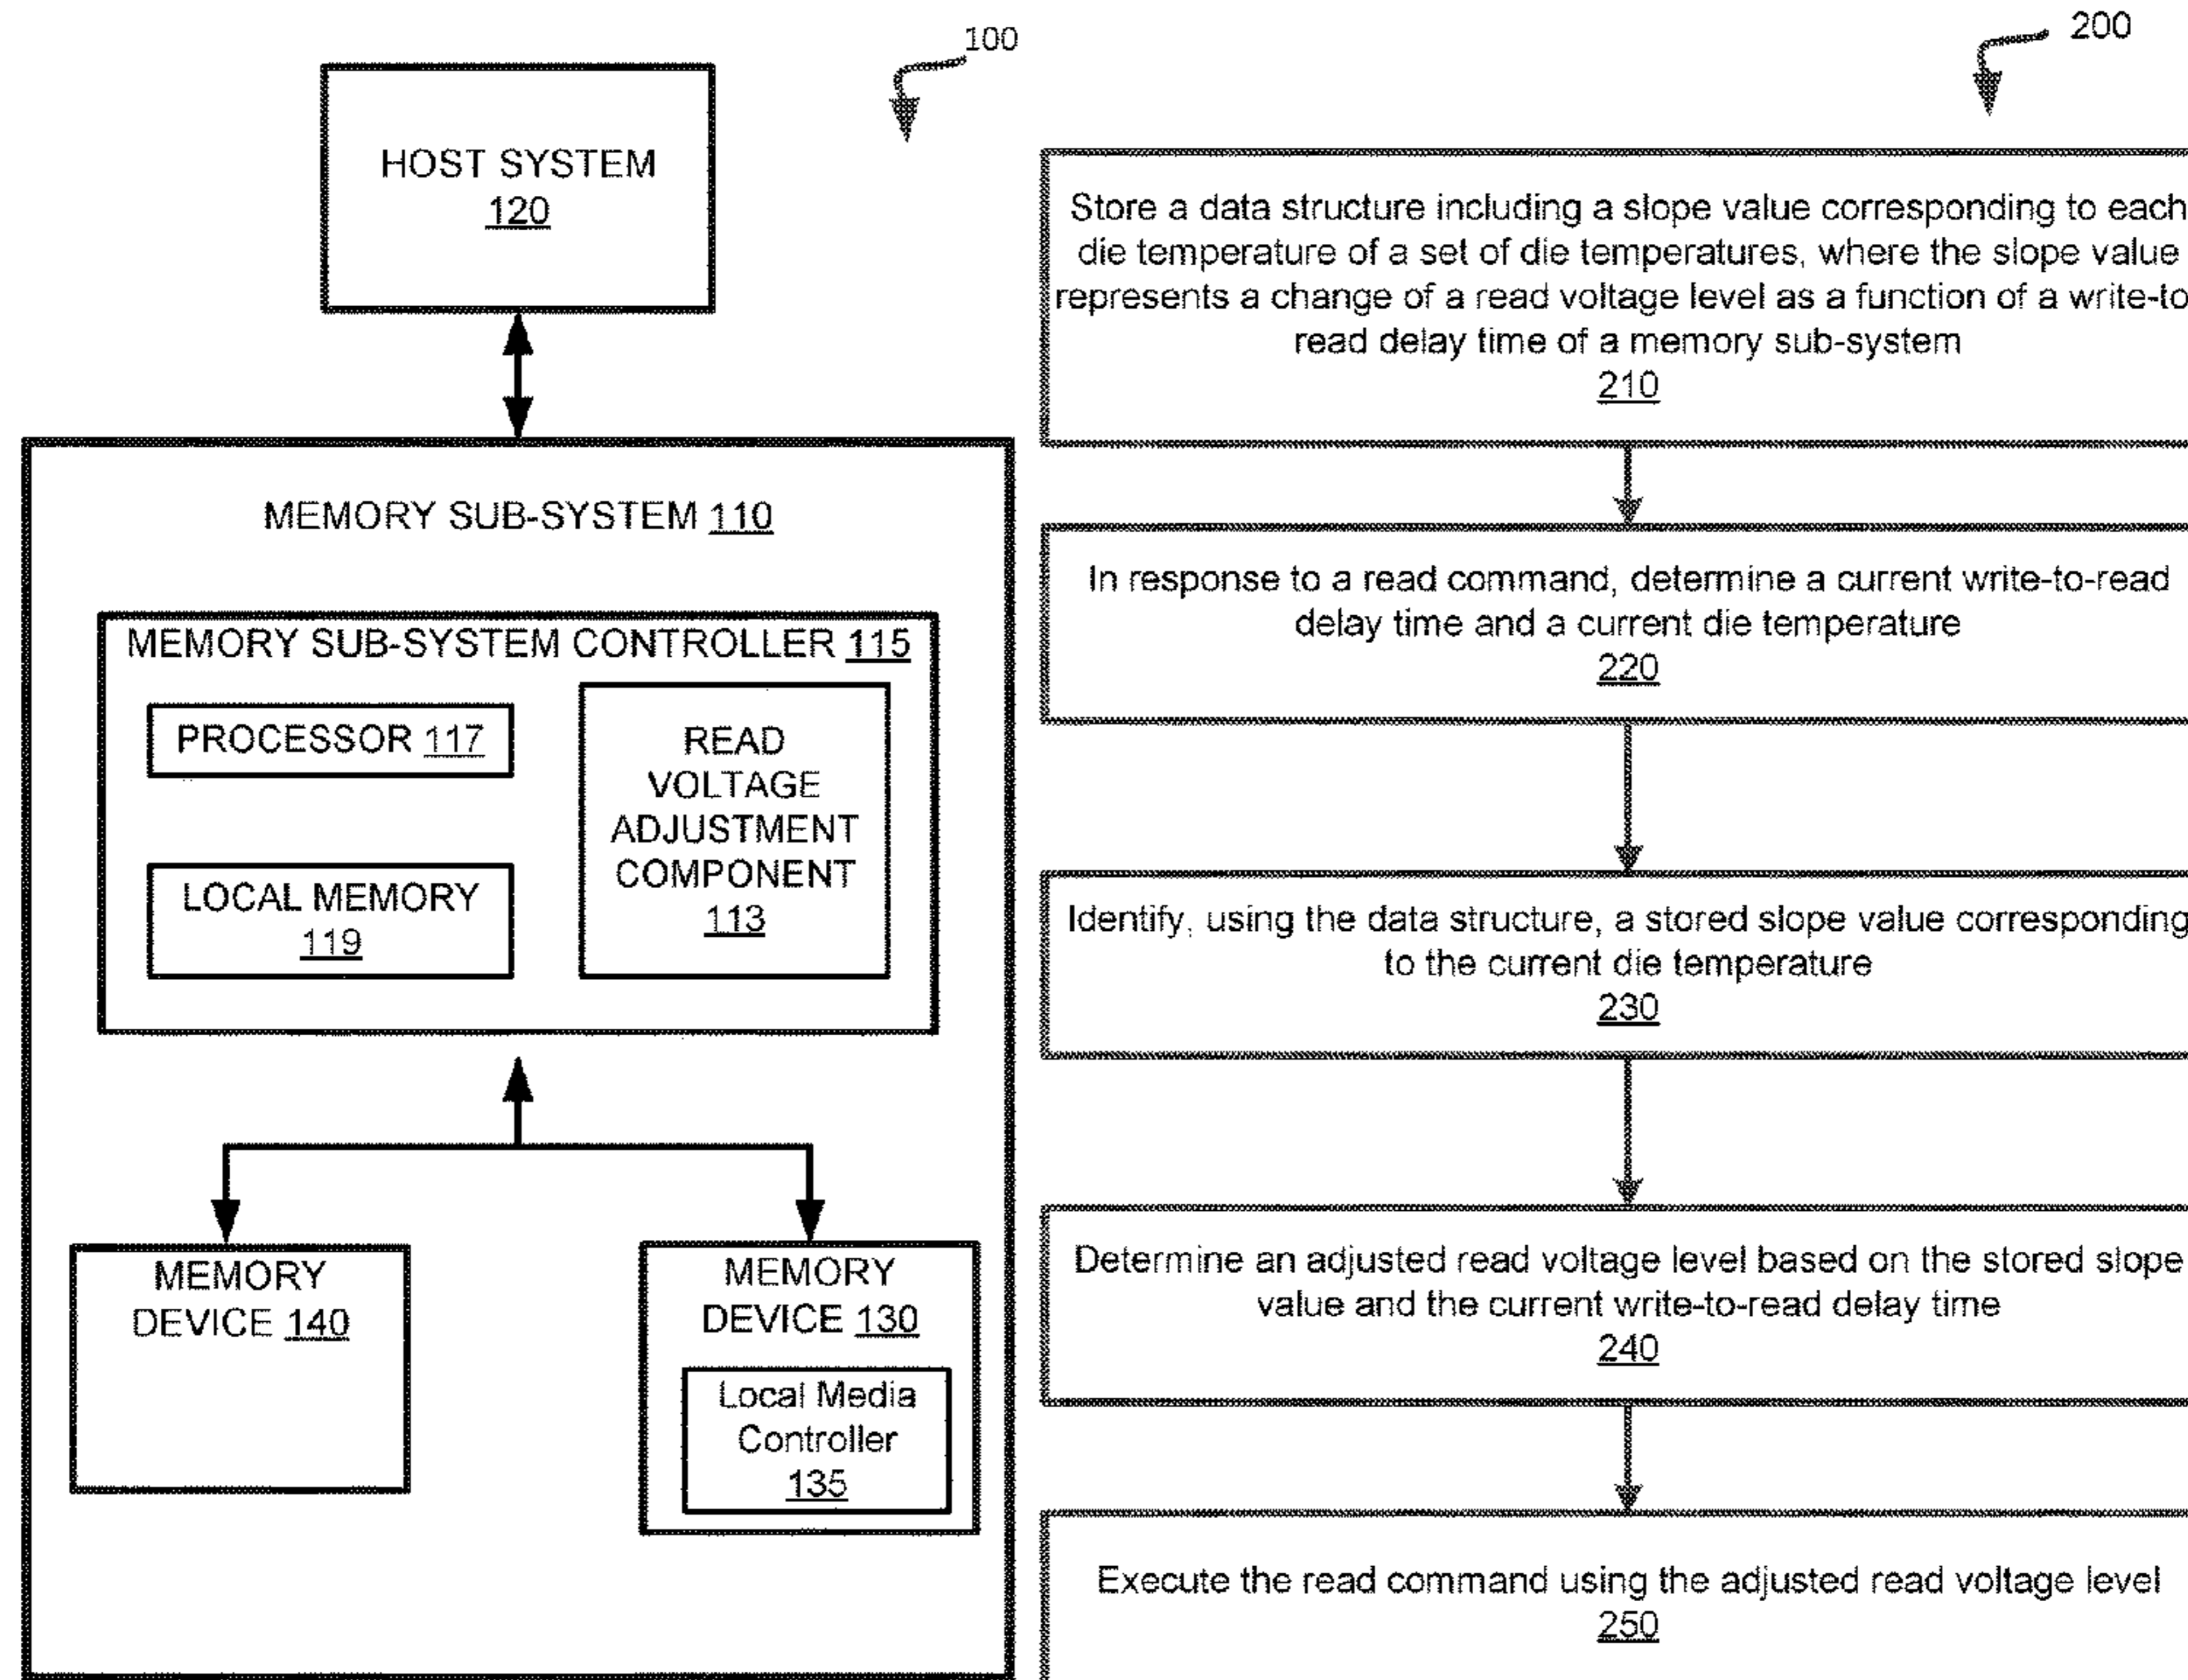 100
HOST SYSTEM
120
MEMORY SUB-SYSTEM 110
MEMORY SUB-SYSTEM CONTROLLER 115
PROCESSOR 117
LOCAL MEMORY
119
READ
VOLTAGE
ADJUSTMENT
COMPONENT
113
MEMORY
DEVICE 140
MEMORY
DEVICE 130
Local Media
Controller
135
200
Store a data structure including a slope value corresponding to each
die temperature of a set of die temperatures, where the slope value
represents a change of a read voltage level as a function of a write-to
read delay time of a memory sub-system
210
In response to a read command, determine a current write-to-read
delay time and a current die temperature
220
Identify, using the data structure, a stored slope value corresponding
to the current die temperature
230
Determine an adjusted read voltage level based on the stored slope
value and the current write-to-read delay time
240
Execute the read command using the adjusted read voltage level
250